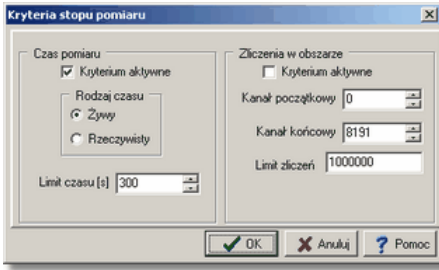 Kryteria stopu pomiaru
Czas pomiaru
Kryterium aktywne
Rodzaj czasu
Żywy
Rzeczywisty
Limit czasu [s] 300
Zliczenia w obszarze
Kryterium aktywne
Kanał początkowy 0
Kanał końcowy 8191
Limit zliczeń 1000000
OK Anuluj ? Pomoc